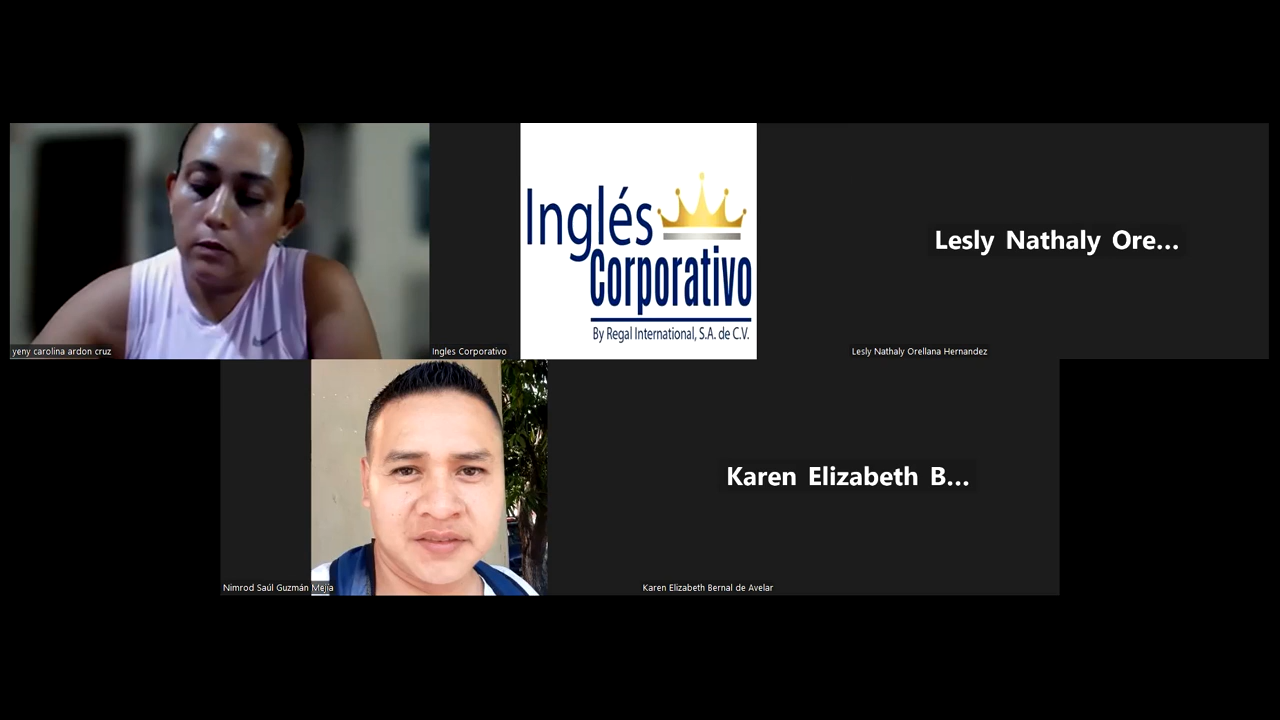 Inglés
Corporativo
By Regal International, S.A. de C.V.
Lesly Nathaly Ore...
yeny carolina ardon cruz
Ingles Corporativo
Lesly Nathaly Orellana Hernandez
Karen Elizabeth B...
Nimrod Saúl Guzmán Mejía
Karen Elizabeth Bernal de Avelar